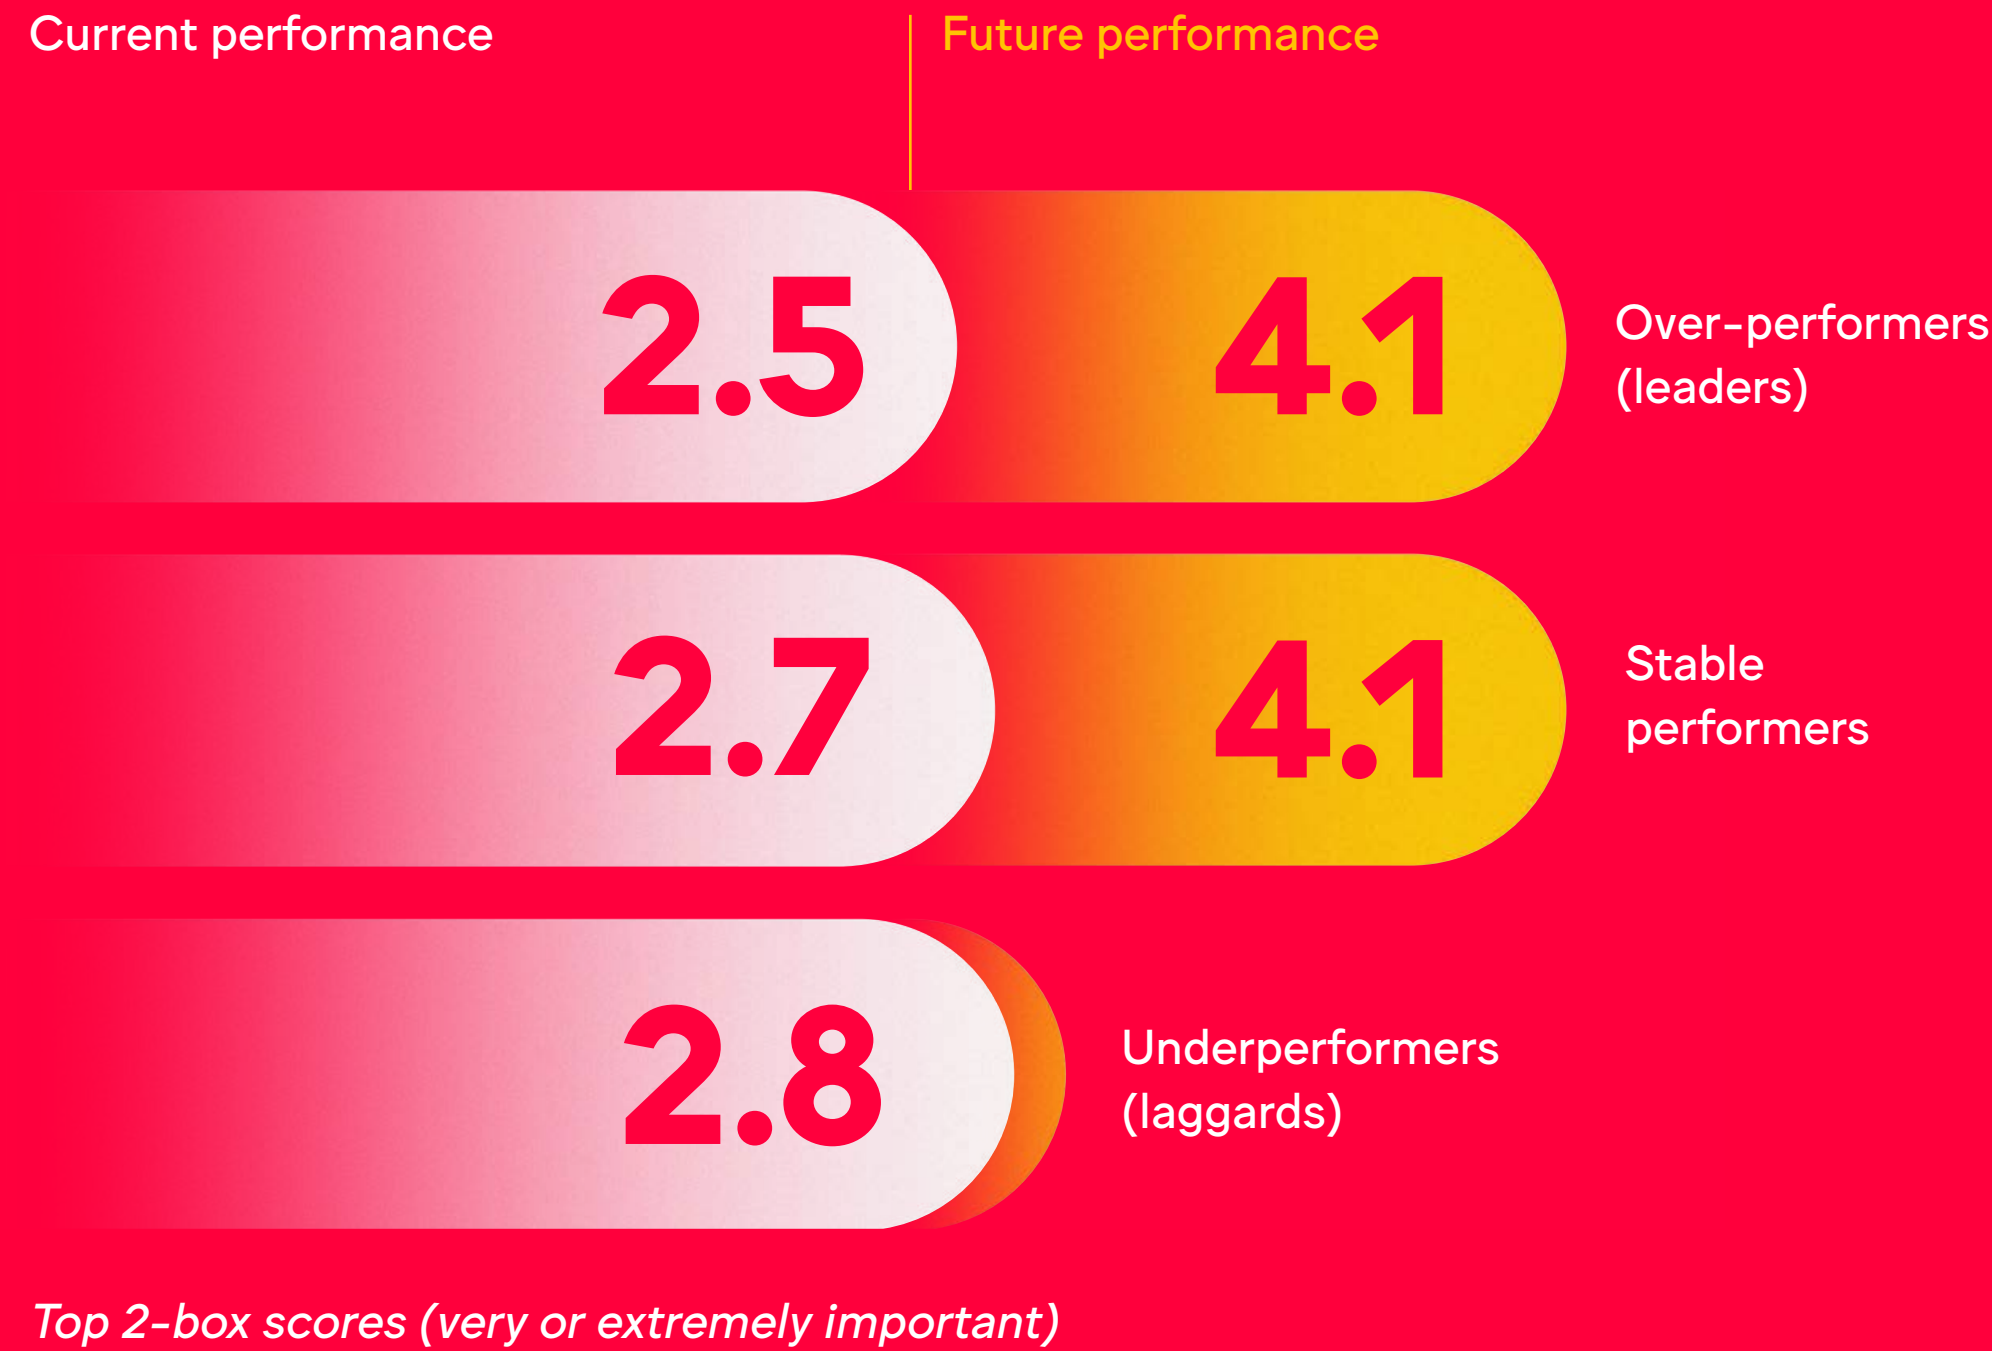 Current performance
Future performance
2.5
4.1
Over-performers
(leaders)
2.7
4.1
Stable
performers
2.8
Underperformers
(laggards)
Top 2-box scores (very or extremely important)